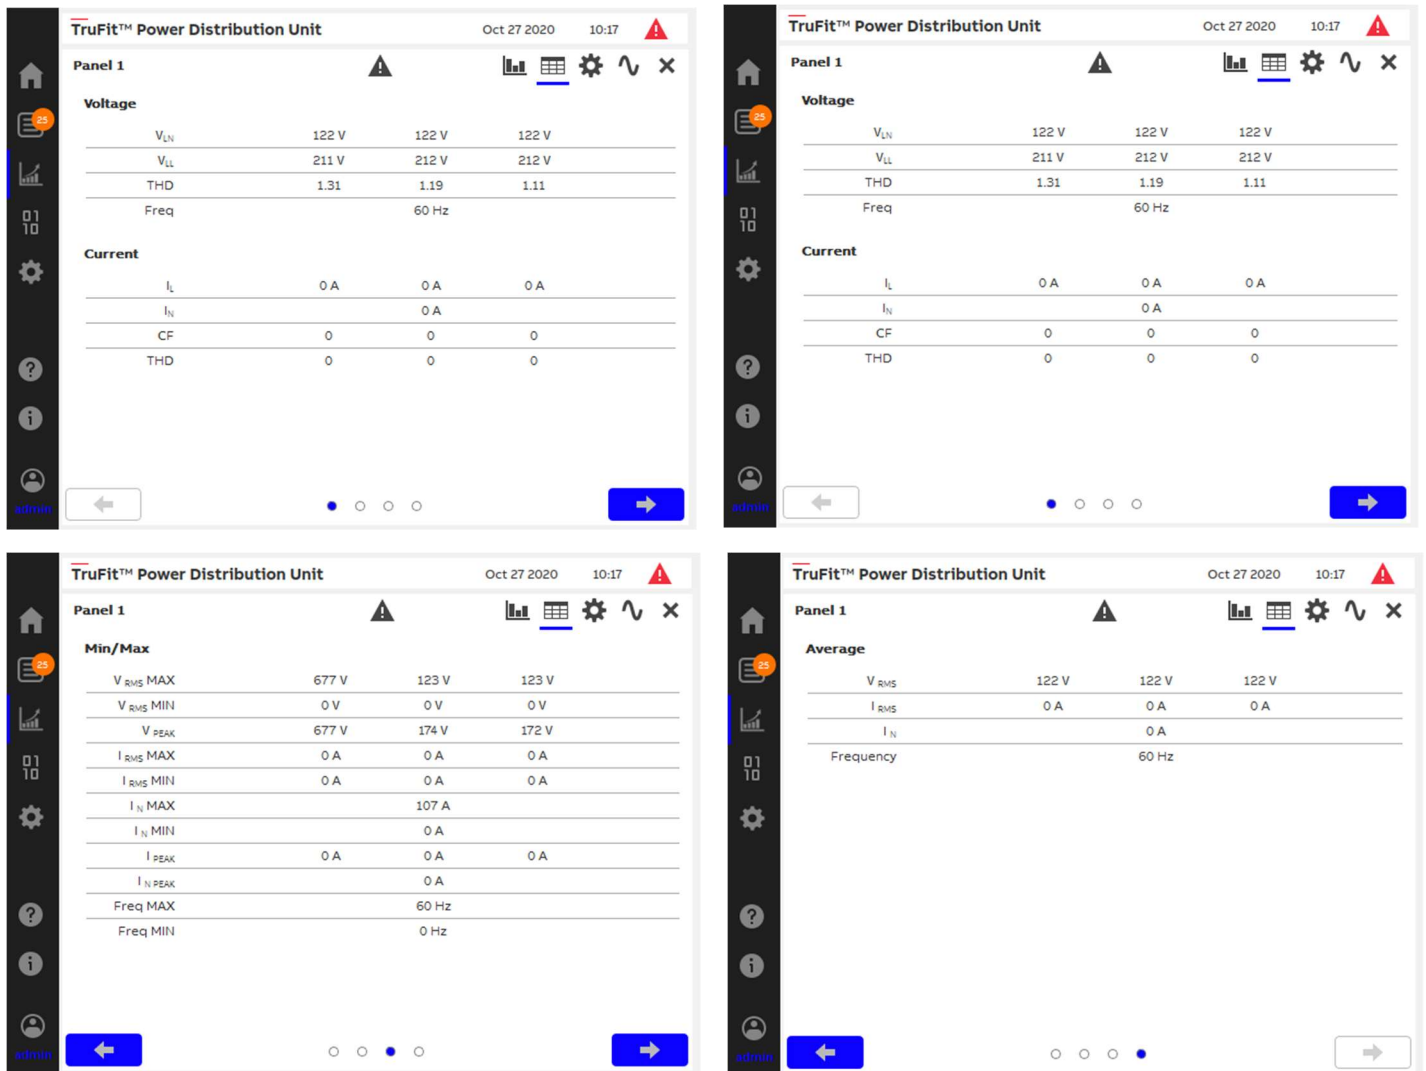 TruFit™ Power Distribution Unit Oct 27 2020 10:17
Panel 1
25
Voltage
VLN 122 V 122 V 122 V
VLL 211 V 212 V 212 V
THD 1.31 1.19 1.11
Freq 60 Hz
Current
IL 0 A 0 A 0 A
IN 0 A
CF 0 0 0
THD 0 0 0
admin
TruFit™ Power Distribution Unit Oct 27 2020 10:17
Panel 1
25
Voltage
VLN 122 V 122 V 122 V
VLL 211 V 212 V 212 V
THD 1.31 1.19 1.11
Freq 60 Hz
Current
IL 0 A 0 A 0 A
IN 0 A
CF 0 0 0
THD 0 0 0
admin
TruFit™ Power Distribution Unit Oct 27 2020 10:17
Panel 1
25
Min/Max
V RMS MAX 677 V 123 V 123 V
V RMS MIN 0 V 0 V 0 V
V PEAK 677 V 174 V 172 V
I RMS MAX 0 A 0 A 0 A
I RMS MIN 0 A 0 A 0 A
I N MAX 107 A
I N MIN 0 A
I PEAK 0 A 0 A 0 A
I N PEAK 0 A
Freq MAX 60 Hz
Freq MIN 0 Hz
admin
TruFit™ Power Distribution Unit Oct 27 2020 10:17
Panel 1
25
Average
V RMS 122 V 122 V 122 V
I RMS 0 A 0 A 0 A
I N 0 A
Frequency 60 Hz
admin